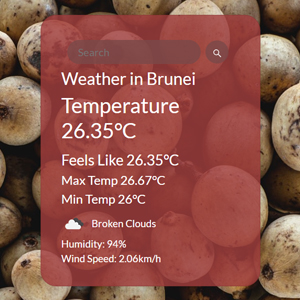 Search
Weather in Brunei
Temperature
26.35°C
Feels Like 26.35°C
Max Temp 26.67°C
Min Temp 26°C
Broken Clouds
Humidity: 94%
Wind Speed: 2.06km/h